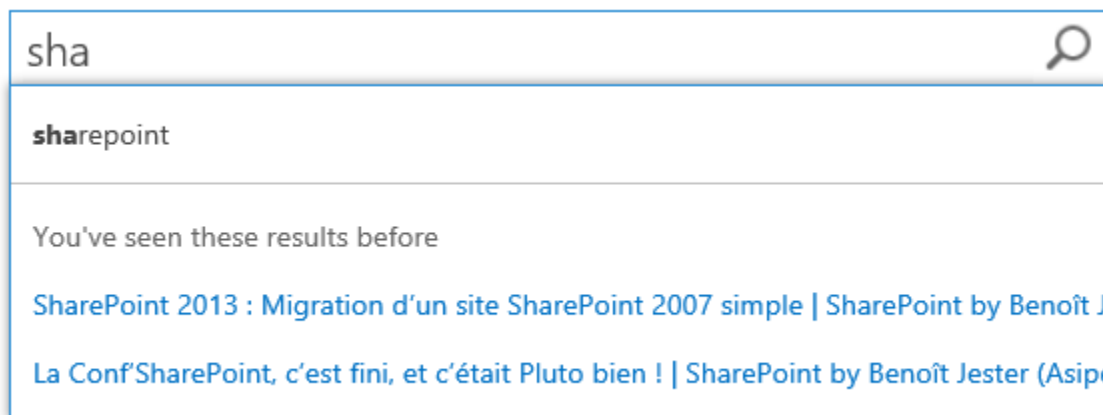 sha
sharepoint
You've seen these results before
SharePoint 2013 : Migration d’un site SharePoint 2007 simple | SharePoint by Benoît
La Conf’SharePoint, c’est fini, et c’était Pluto bien ! | SharePoint by Benoît Jester